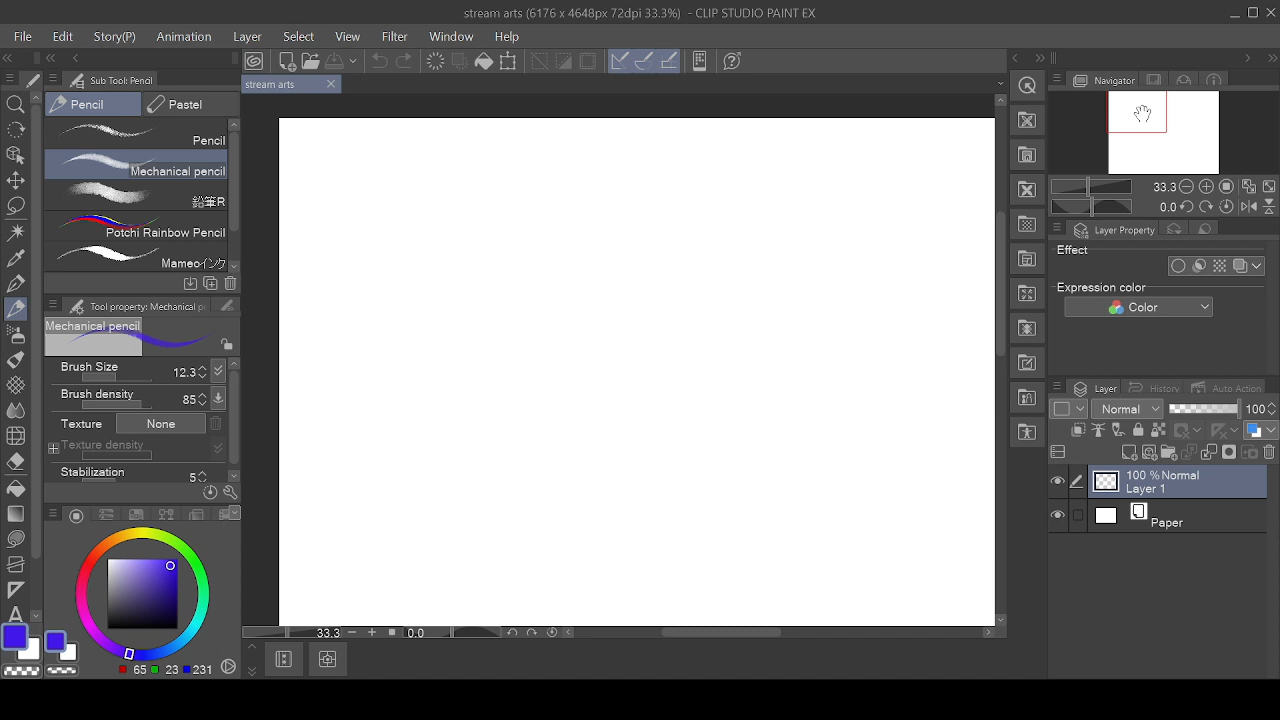 stream arts (6176 x 4648px 72dpi 33.3%) - CLIP STUDIO PAINT EX
File Edit Story(P) Animation Layer Select View Filter Window Help
stream arts
Sub Tool: Pencil
Pencil Pastel
Pencil
Mechanical pencil
鉛筆R
Potchi Rainbow Pencil
Mameoインク
Tool property: Mechanical p
Mechanical pencil
Brush Size 12.3
Brush density 85
Texture None
Texture density
Stabilization 5
65 23 231
33.3 0.0
Navigator
33.3
0.0
Layer Property
Effect
Expression color
Color
Layer History Auto Action
Normal 100
100 % Normal
Layer 1
Paper